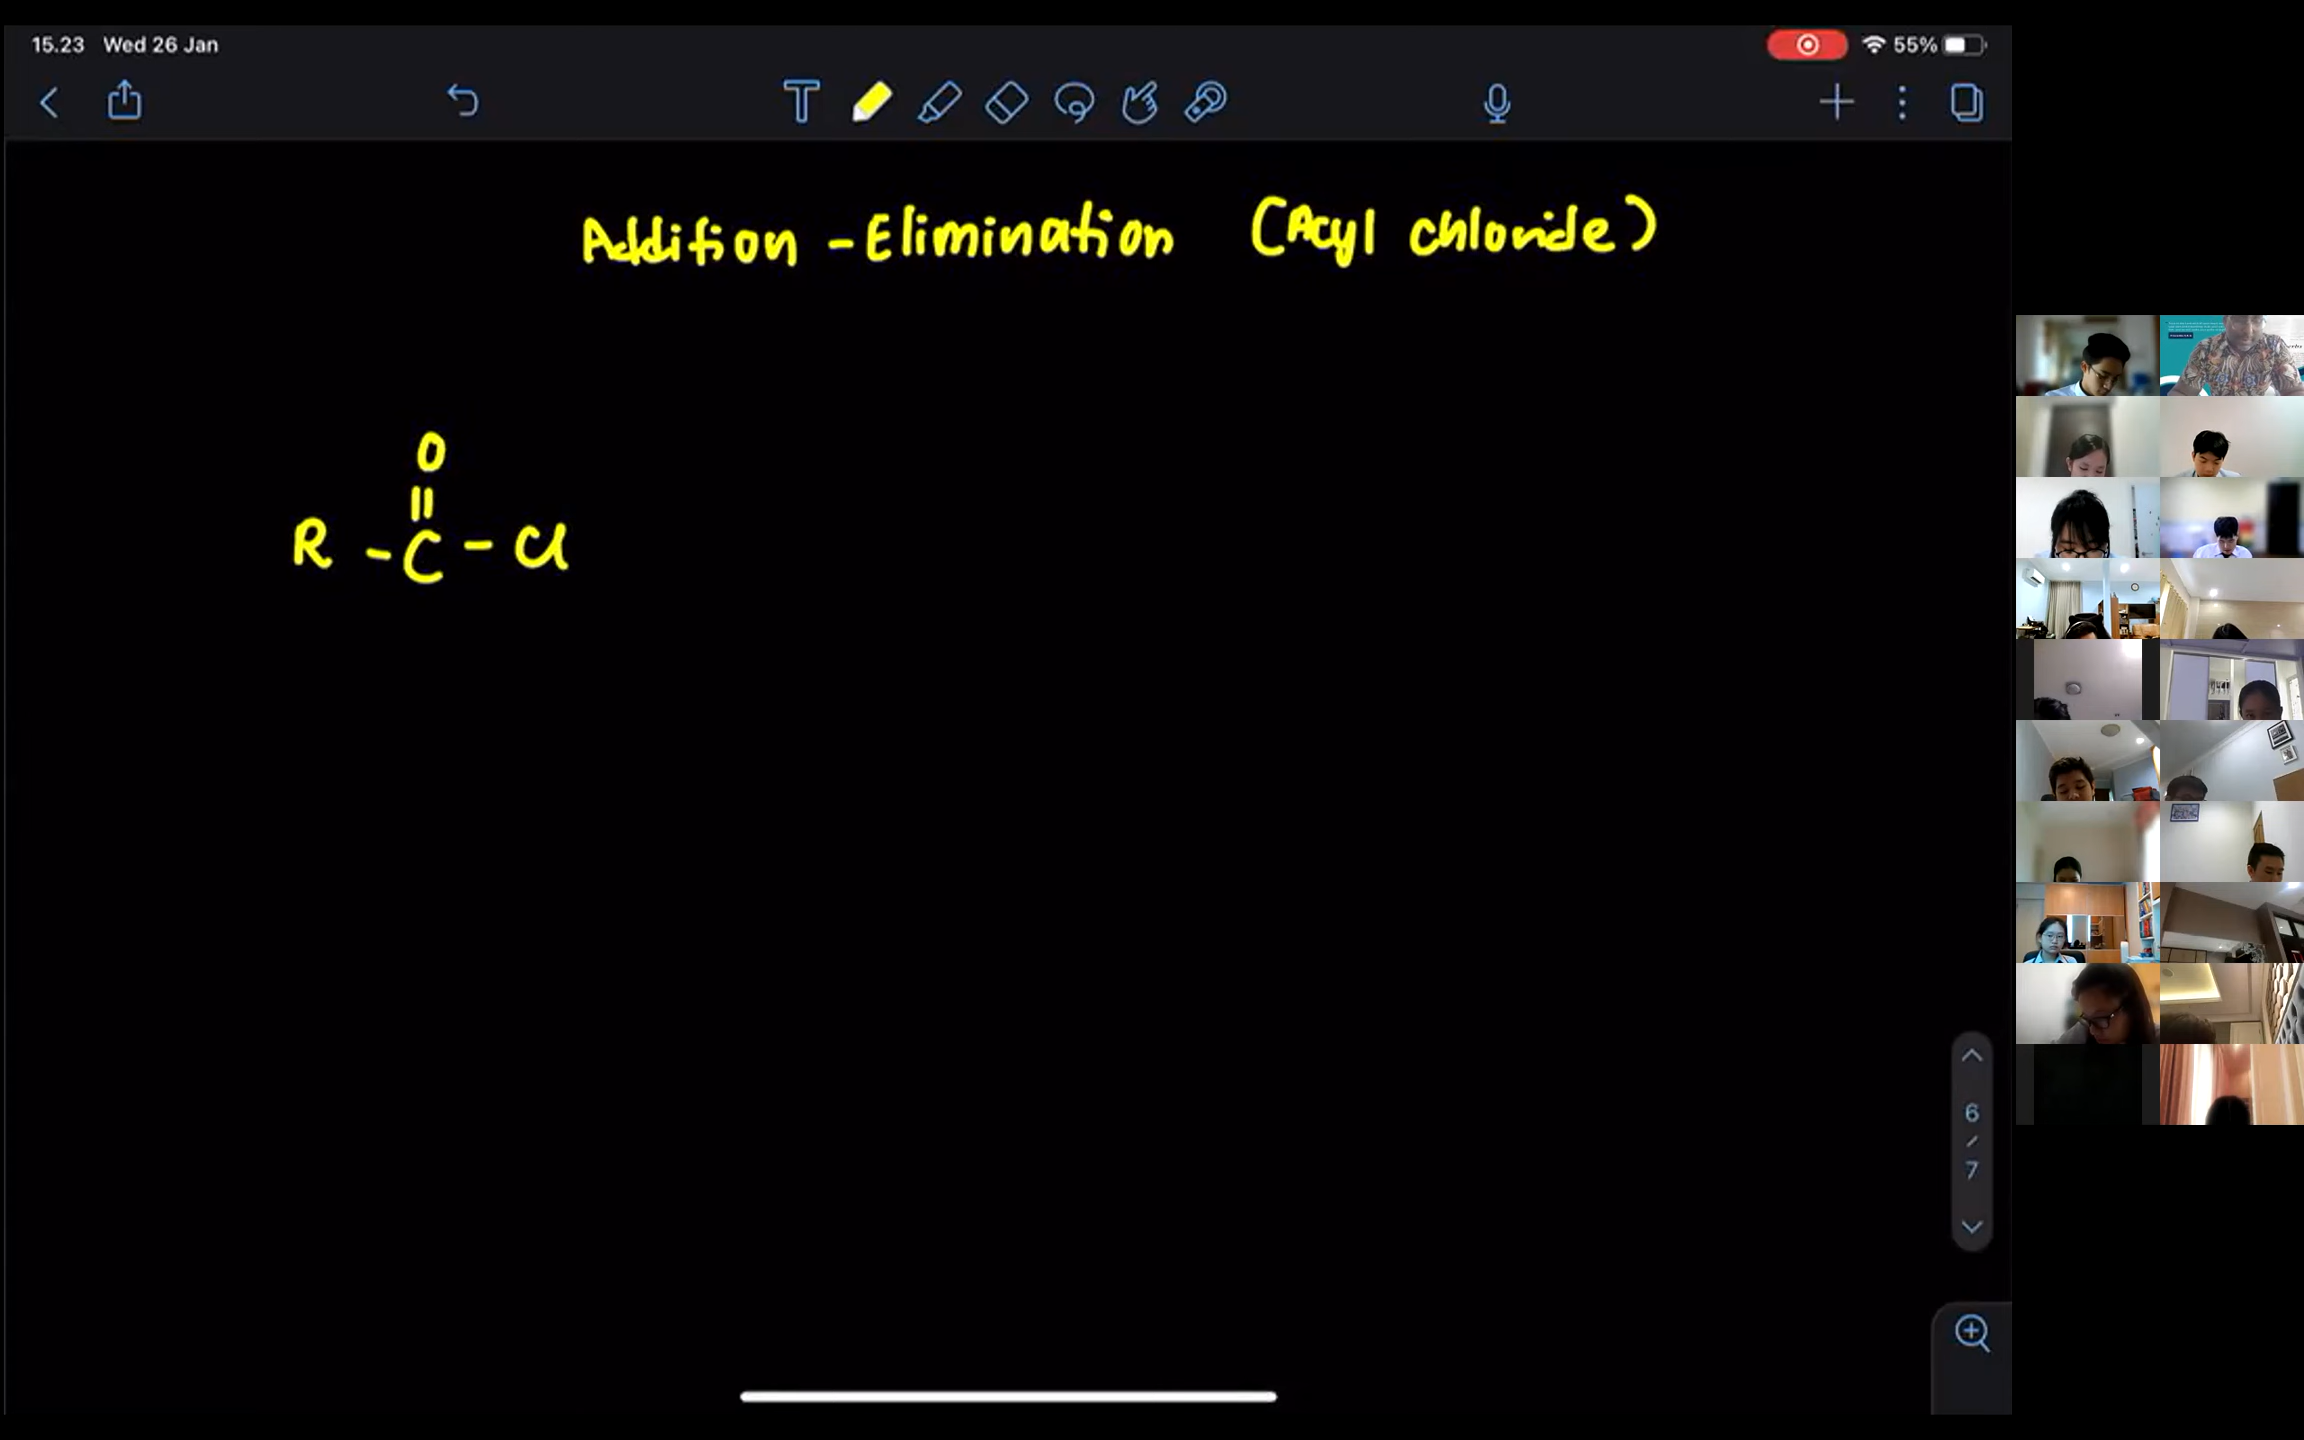 15.23 Wed 26 Jan
55%
T
Addition - Elimination (Acyl chloride)
O
R - C - Cl
6
/
7